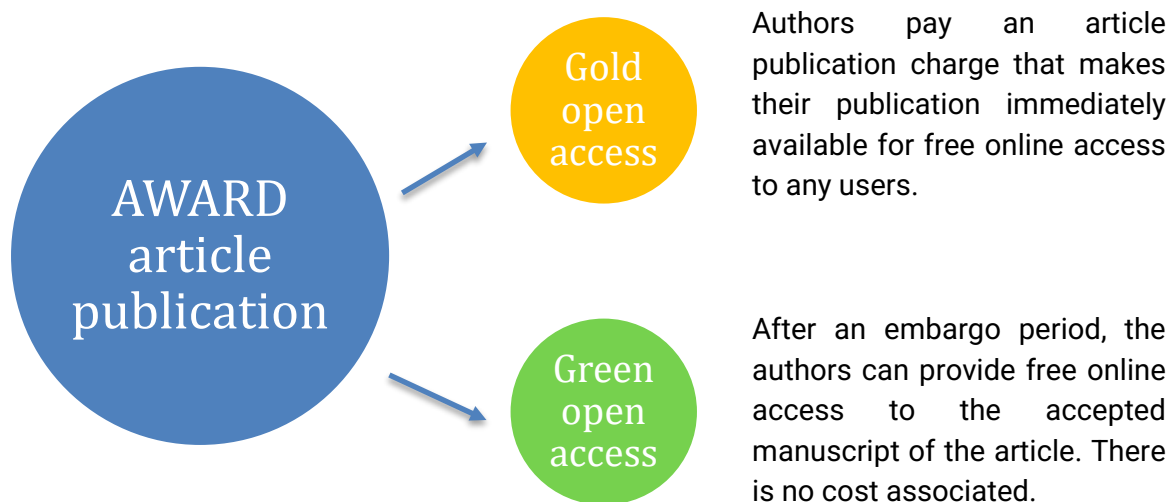 AWARD
article
publication
Gold
open
access
Authors pay an article
publication charge that makes
their publication immediately
available for free online access
to any users.
Green
open
access
After an embargo period, the
authors can provide free online
access to the accepted
manuscript of the article. There
is no cost associated.